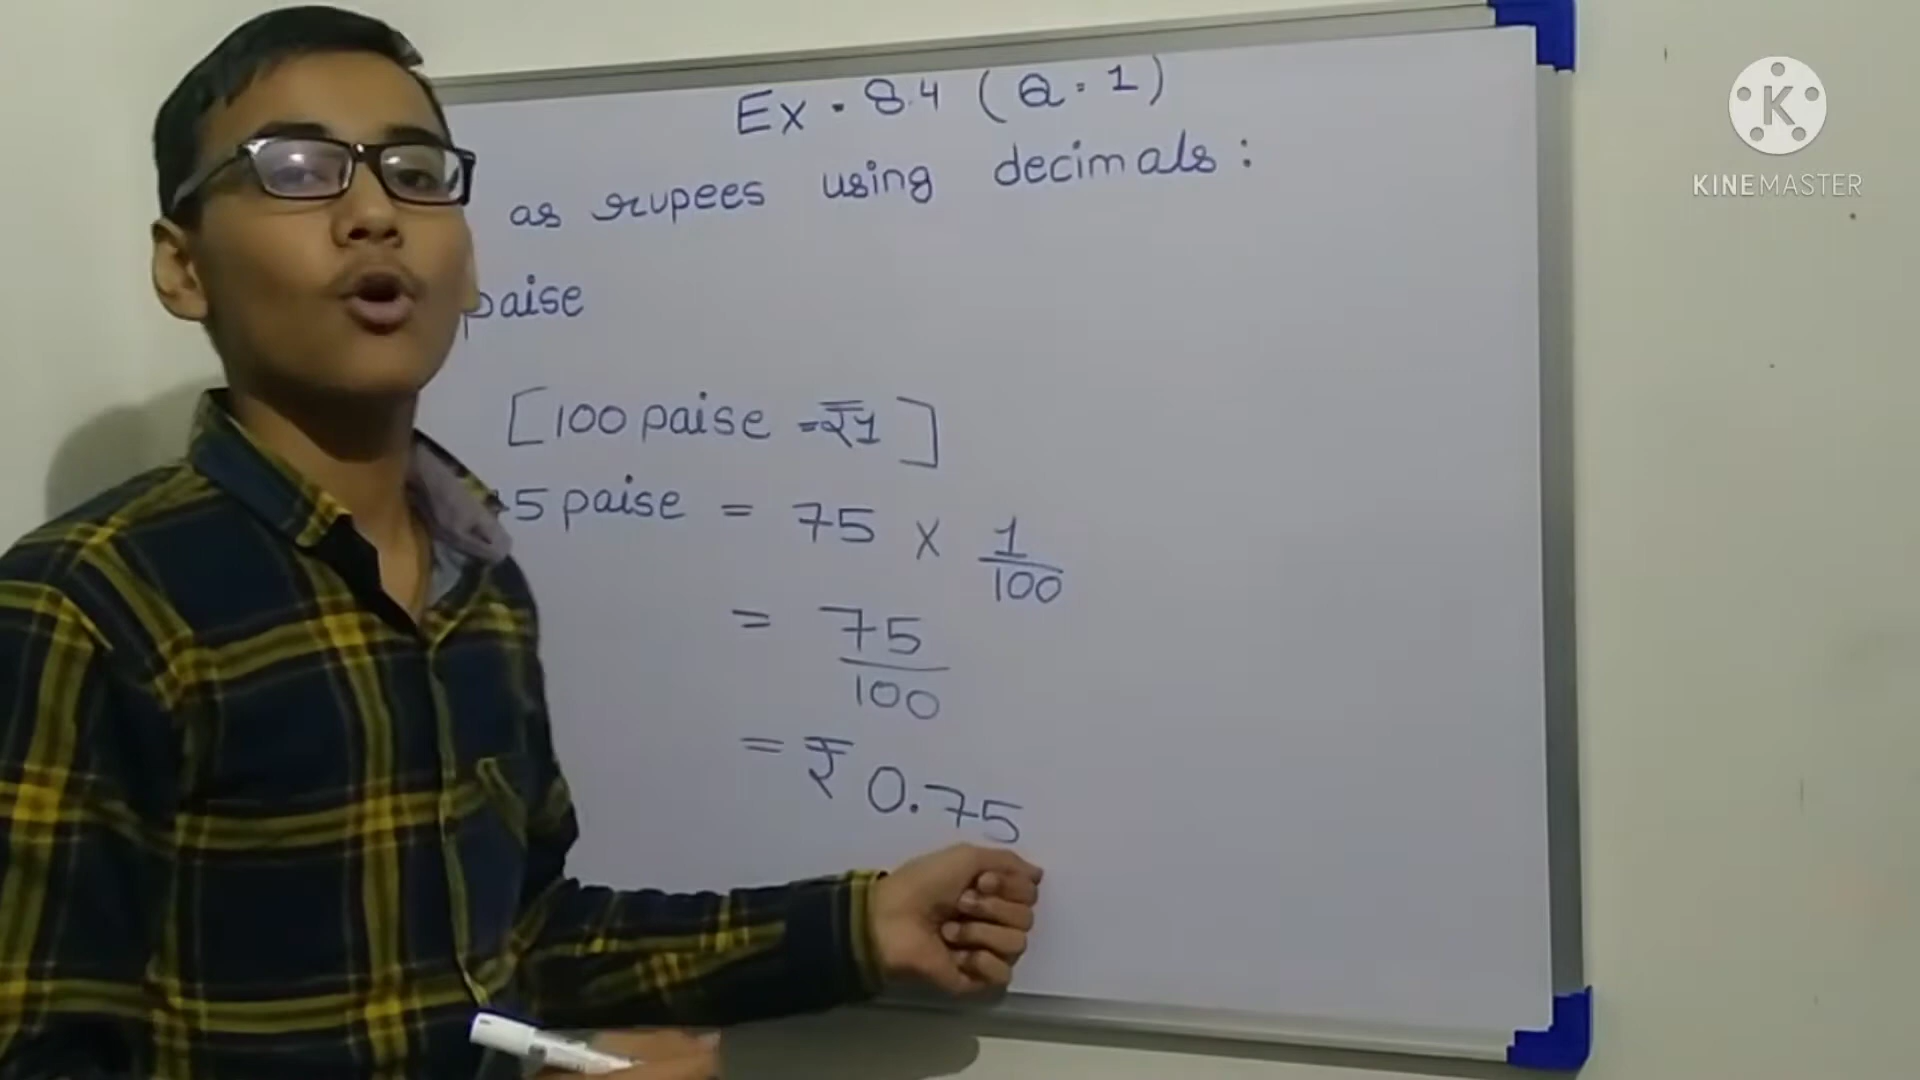 Ex. 8.4 (Q.1)
as rupees using decimals:
paise
[100 paise =₹1]
5 paise = 75 x 1/100
= 75/100
= ₹ 0.75
K
KINEMASTER